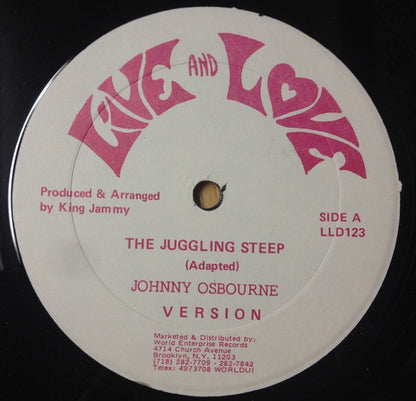 LIVE AND LOVE
Produced & Arranged
by King Jammy
SIDE A
LLD123
THE JUGGLING STEEP
(Adapted)
JOHNNY OSBOURNE
VERSION
Marketed & Distributed by:
World Enterprise Records
4714 Church Avenue
Brooklyn, N.Y. 11203
(718) 282-7709 - 282-7842
Telex: 4973708 WORLDUI